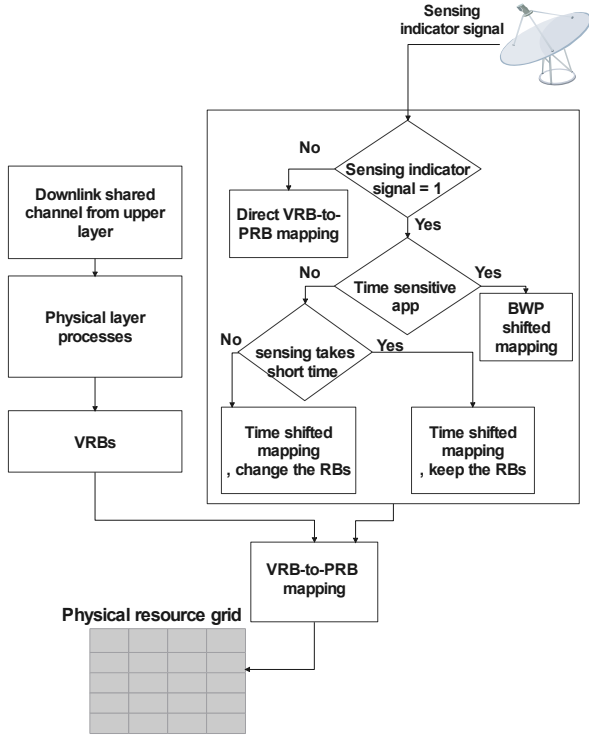 Sensing
indicator signal
No
Sensing indicator
signal = 1
Downlink shared
channel from upper
layer
Direct VRB-to-
PRB mapping
Yes
No
Time sensitive
app
Yes
BWP
shifted
mapping
Physical layer
processes
No
sensing takes
short time
Yes
VRBs
Time shifted
mapping
, change the RBs
Time shifted
mapping
, keep the RBs
VRB-to-PRB
mapping
Physical resource grid